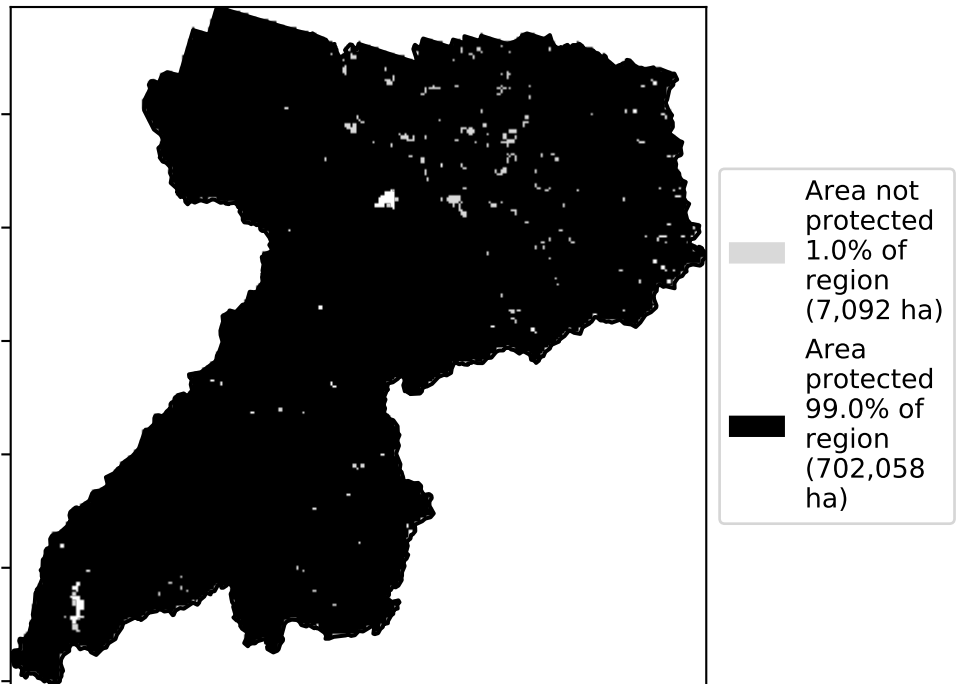 Area not
protected
1.0% of
region
(7,092 ha)
Area
protected
99.0% of
region
(702,058
ha)